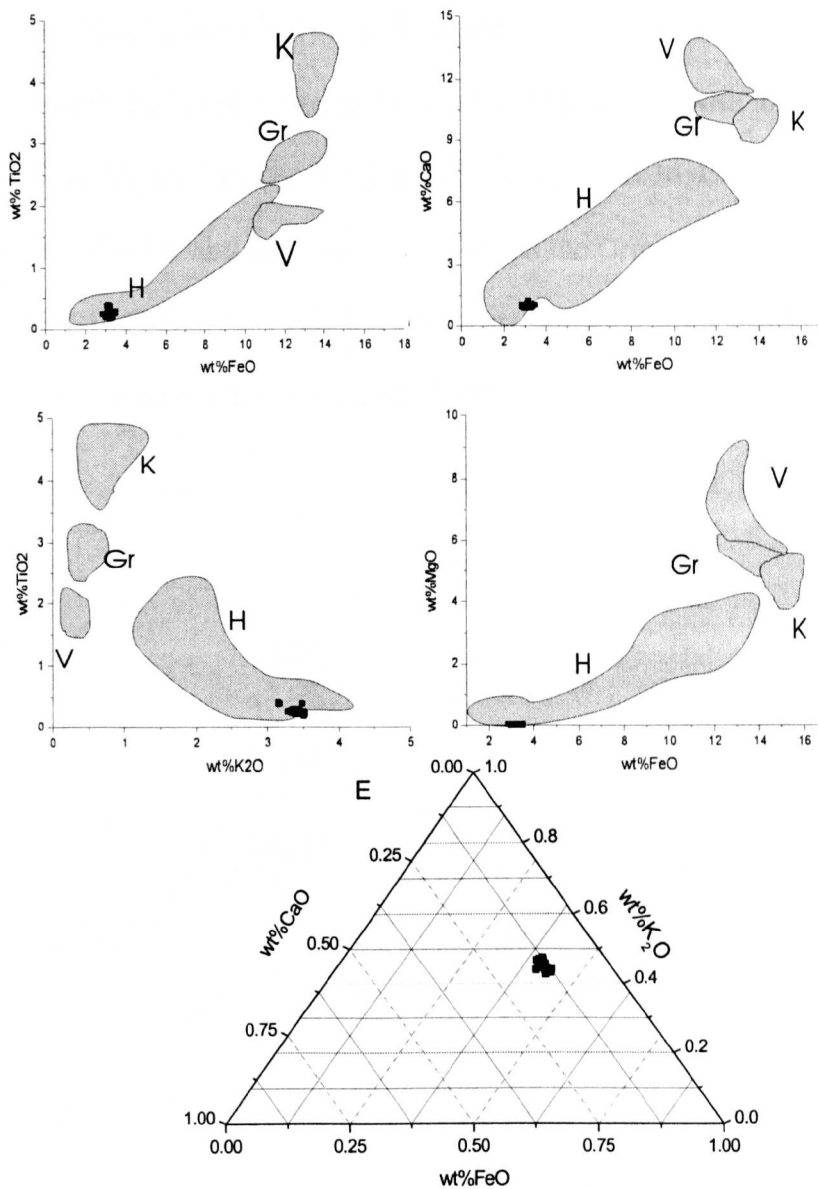 5
4
3
2
1
0
wt% TiO2
0 2 4 6 8 10 12 14 16 18
wt%FeO
K
Gr
H
V
15
12
9
6
3
0
wt%CaO
0 2 4 6 8 10 12 14 16
wt%FeO
V
Gr
K
H
5
4
3
2
1
0
wt%TiO2
0 1 2 3 4 5
wt%K2O
K
Gr
V
H
10
8
6
4
2
0
wt%MgO
2 4 6 8 10 12 14 16
wt%FeO
V
Gr
K
H
E
0.00 1.0
0.25 0.8
wt%CaO wt%K2O
0.50 0.6
0.4
0.75 0.2
1.00 0.0
0.00 0.25 0.50 0.75 1.00
wt%FeO